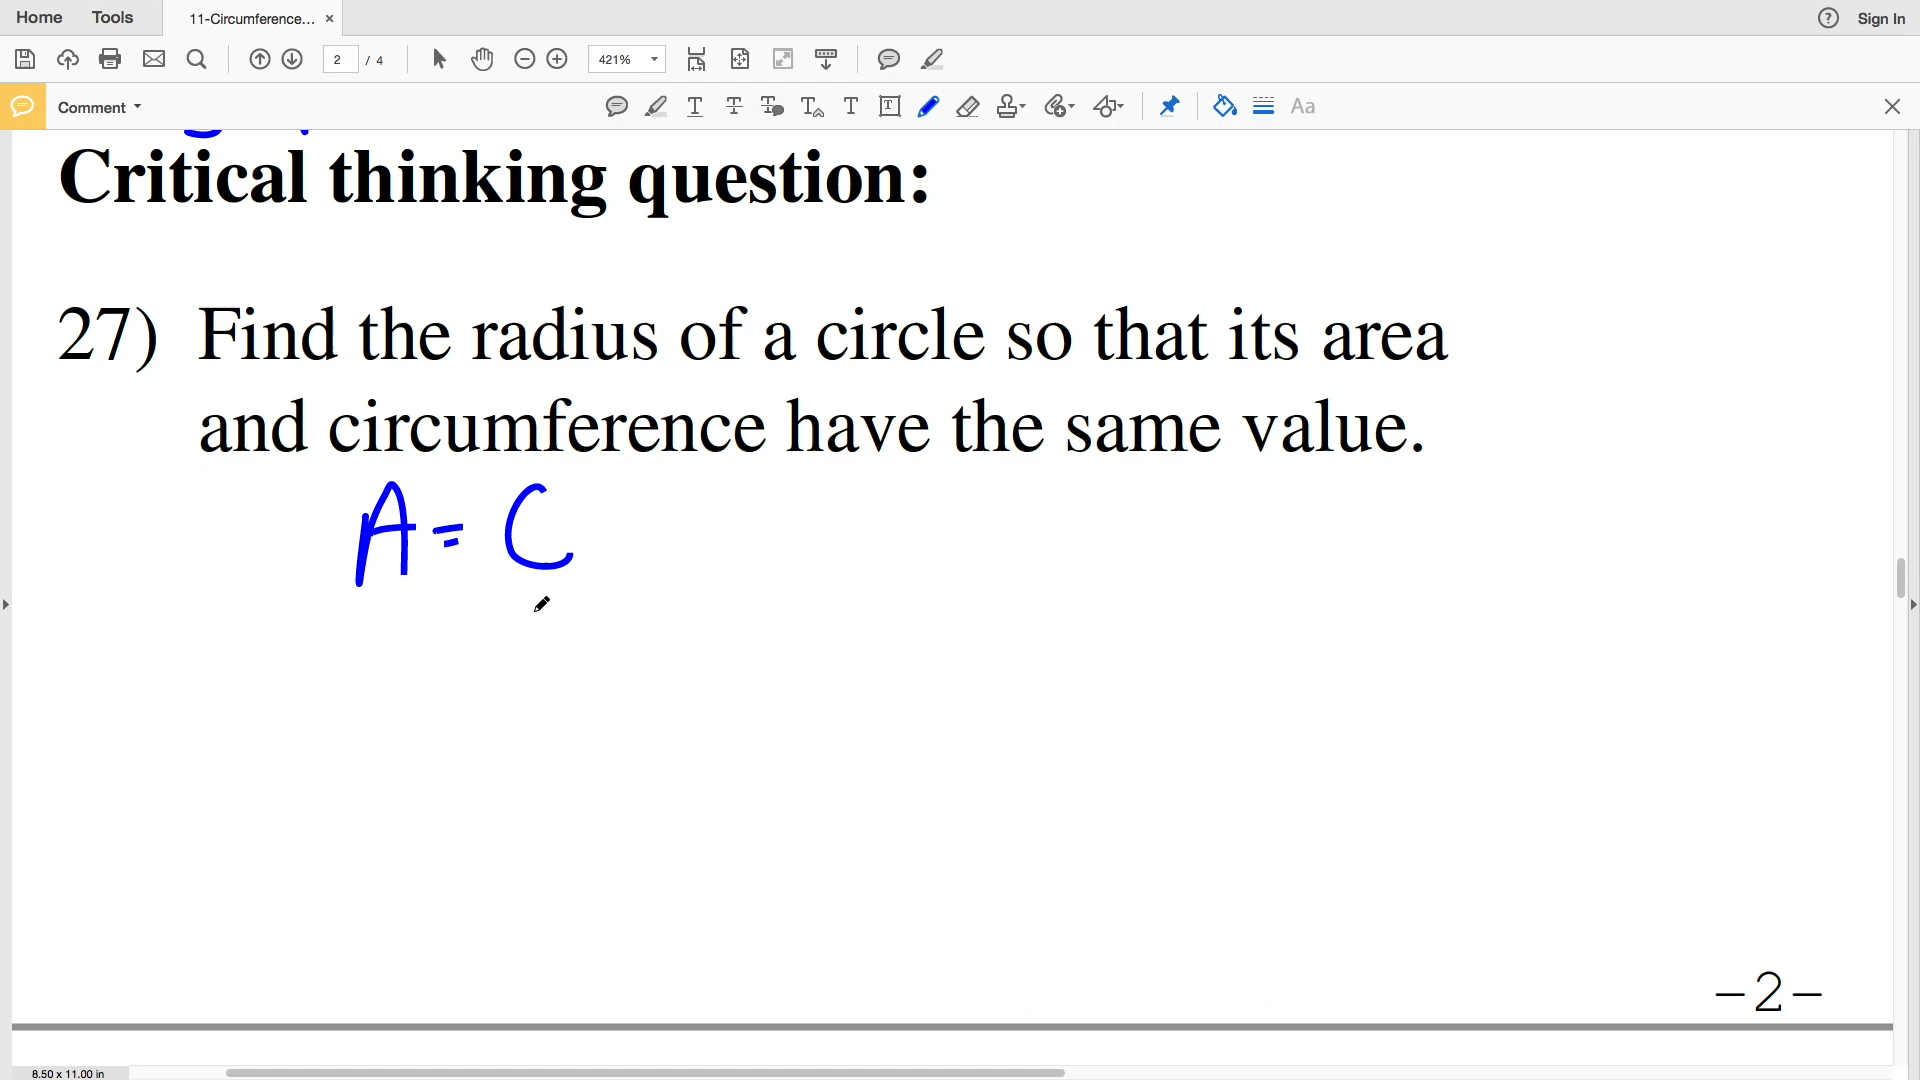 Home Tools 11-Circumference... × ? Sign In
2 / 4 421%
Comment T T T T T T Aa
Critical thinking question:
27) Find the radius of a circle so that its area
and circumference have the same value.
A = C
-2-
8.50 x 11.00 in